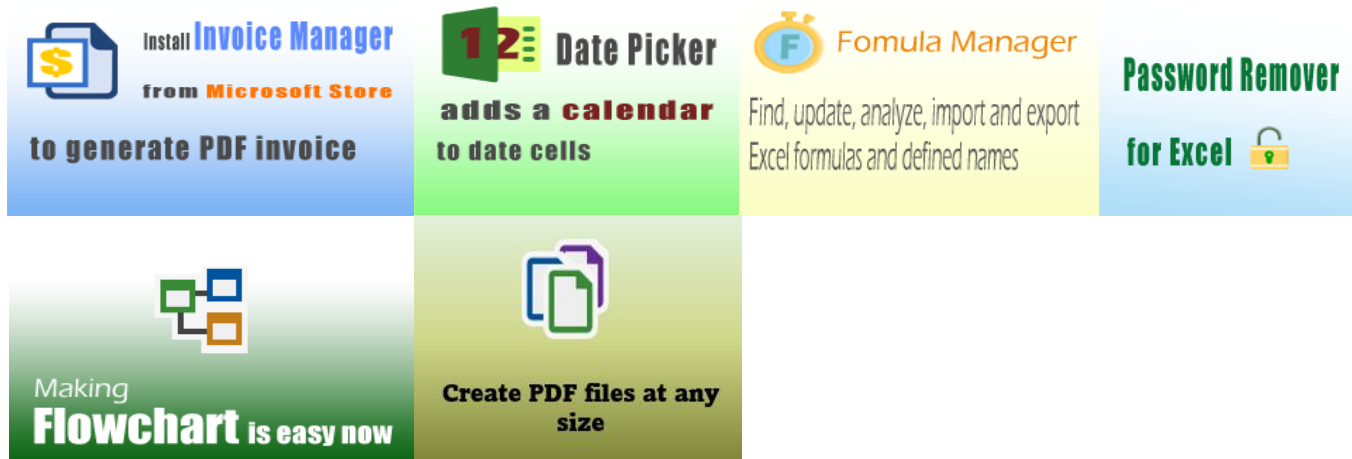 Install Invoice Manager
from Microsoft Store
to generate PDF invoice
12
Date Picker
adds a calendar
to date cells
F
Fomula Manager
Find, update, analyze, import and export
Excel formulas and defined names
Password Remover
for Excel
Making
Flowchart is easy now
Create PDF files at any
size